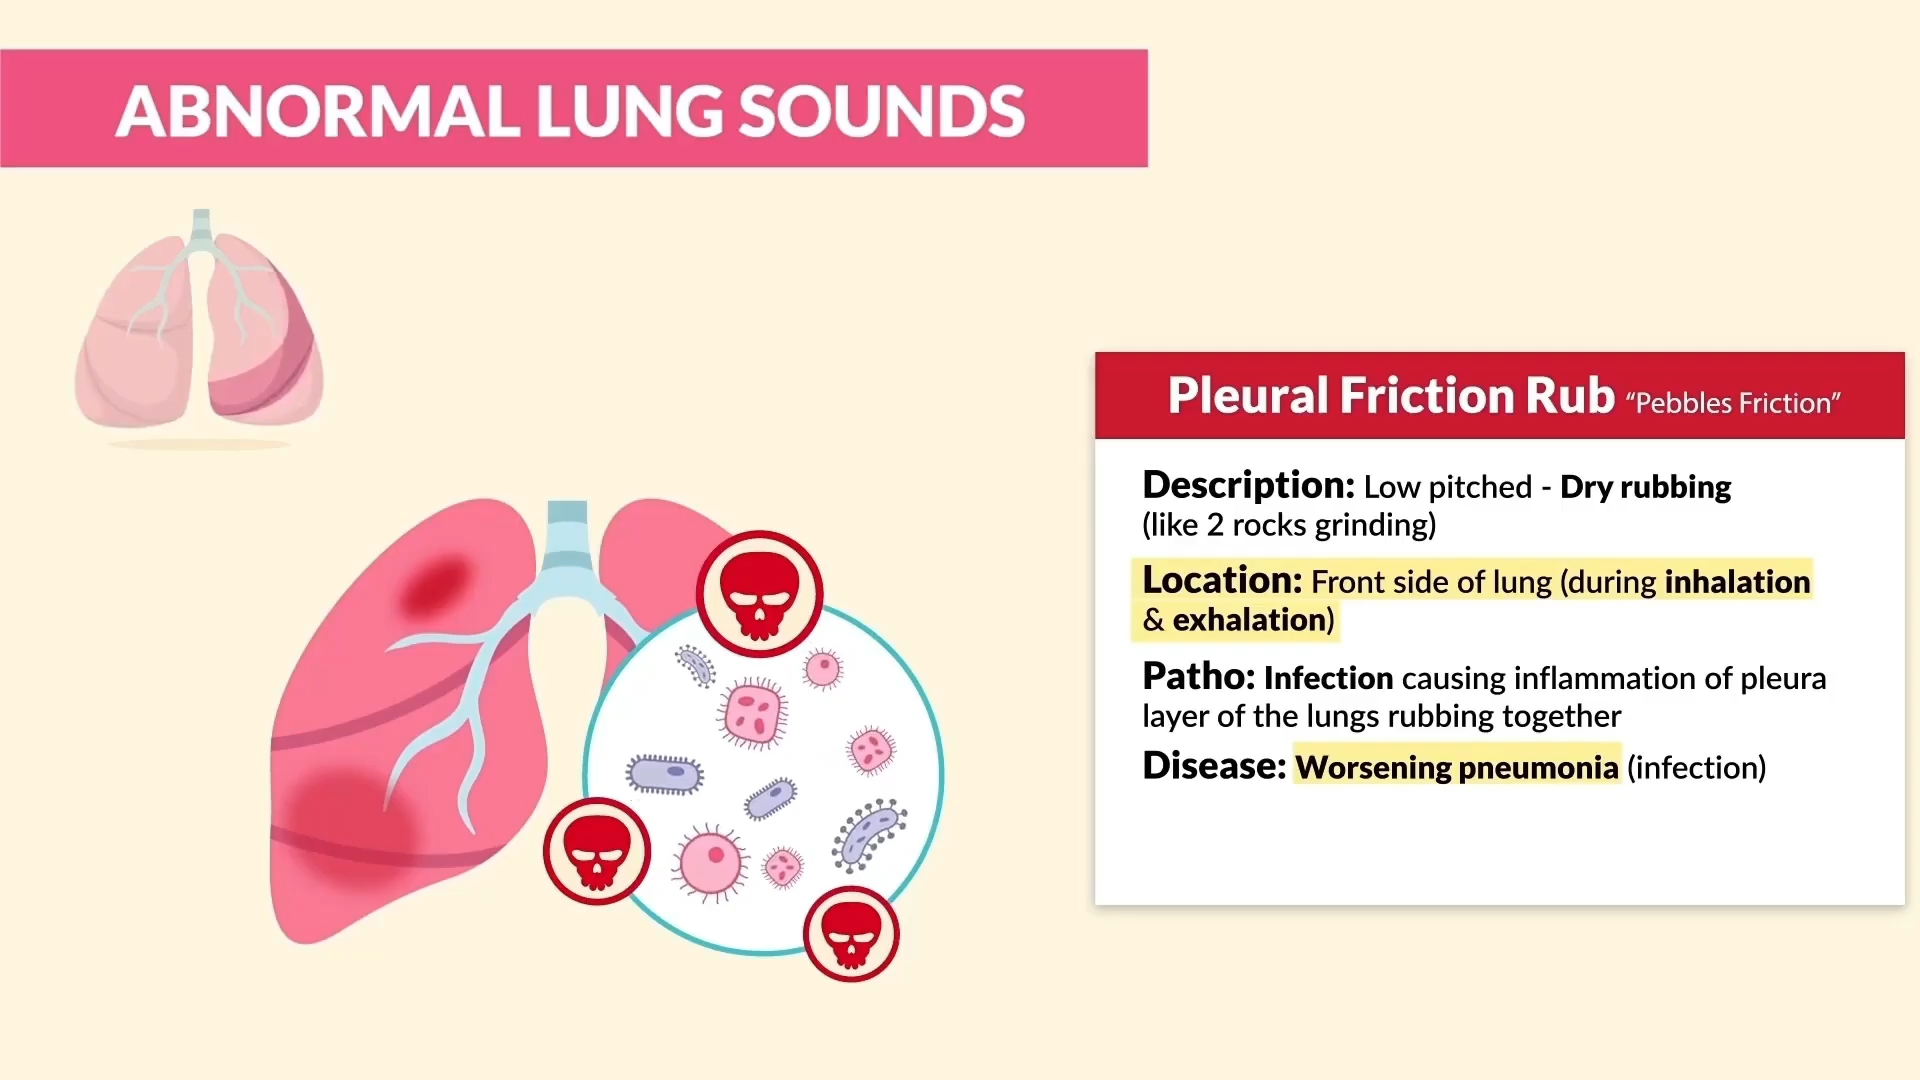 ABNORMAL LUNG SOUNDS
Pleural Friction Rub “Pebbles Friction”
Description: Low pitched - Dry rubbing
(like 2 rocks grinding)
Location: Front side of lung (during inhalation
& exhalation)
Patho: Infection causing inflammation of pleura
layer of the lungs rubbing together
Disease: Worsening pneumonia (infection)